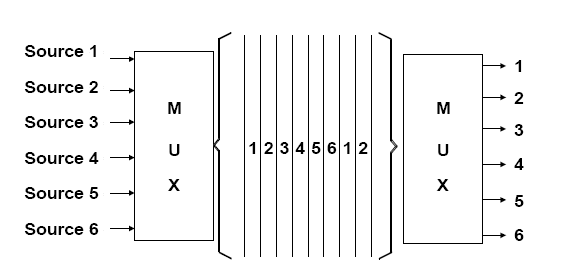 Source 1
Source 2
Source 3
Source 4
Source 5
Source 6
M
U
X
1 2 3 4 5 6 1 2
M
U
X
1
2
3
4
5
6